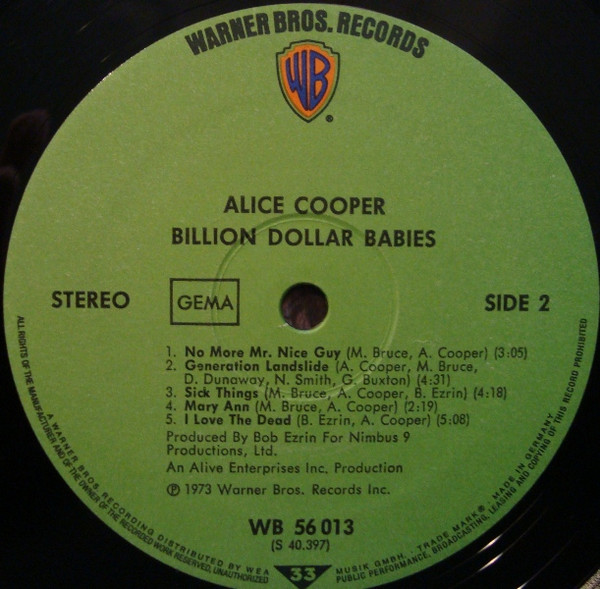 WARNER BROS. RECORDS
WB
®
ALICE COOPER
BILLION DOLLAR BABIES
STEREO
GEMA
SIDE 2
1. No More Mr. Nice Guy (M. Bruce, A. Cooper) (3:05)
2. Generation Landslide (A. Cooper, M. Bruce,
D. Dunaway, N. Smith, G. Buxton) (4:31)
3. Sick Things (M. Bruce, A. Cooper, B. Ezrin) (4:18)
4. Mary Ann (M. Bruce, A. Cooper) (2:19)
5. I Love The Dead (B. Ezrin, A. Cooper) (5:08)
Produced By Bob Ezrin For Nimbus 9
Productions, Ltd.
An Alive Enterprises Inc. Production
℗ 1973 Warner Bros. Records Inc.
WB 56 013
(S 40.397)
33
A WARNER BROS. RECORDING DISTRIBUTED BY WEA MUSIK GMBH. · TRADE MARK® · MADE IN GERMANY
ALL RIGHTS OF THE MANUFACTURER AND OF THE OWNER OF THE RECORDED WORK RESERVED, UNAUTHORIZED PUBLIC PERFORMANCE, BROADCASTING, LEASING AND COPYING OF THIS RECORD PROHIBITED